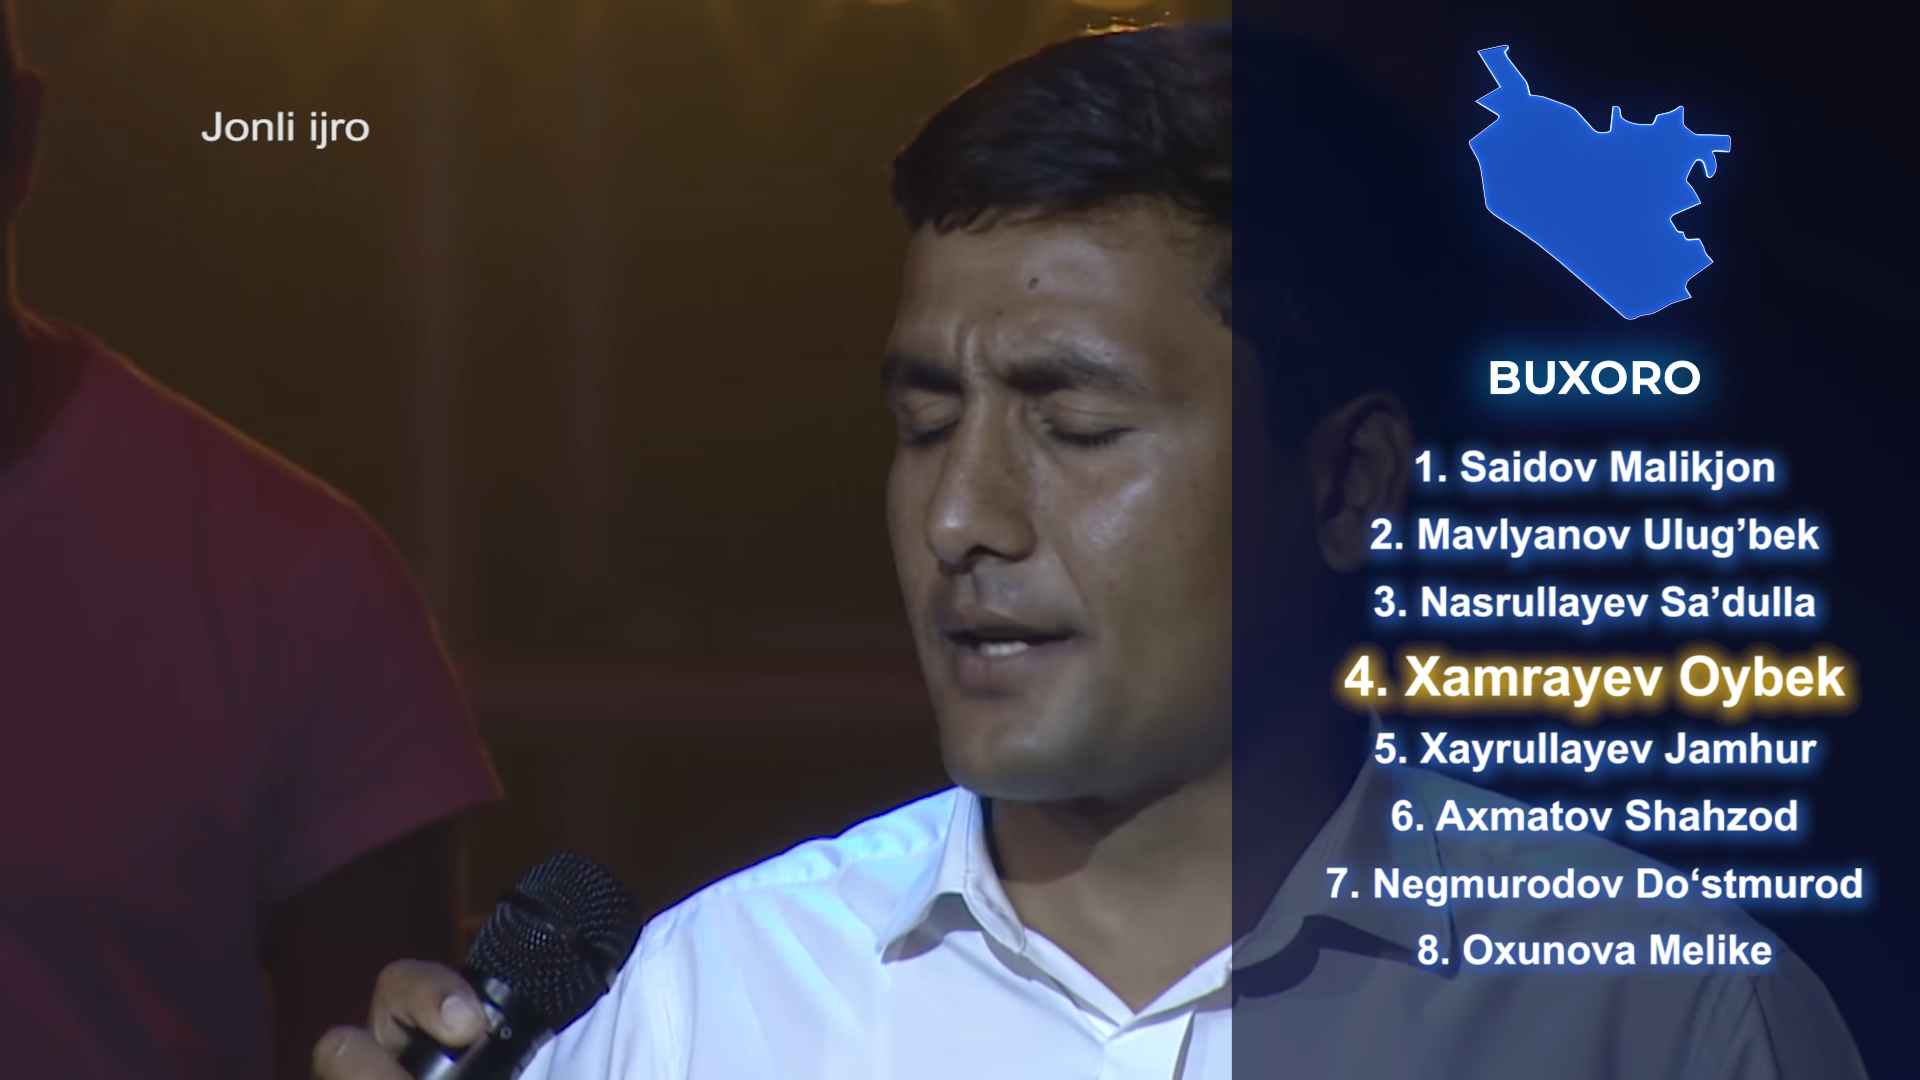 Jonli ijro
BUXORO
1. Saidov Malikjon
2. Mavlyanov Ulug’bek
3. Nasrullayev Sa’dulla
4. Xamrayev Oybek
5. Xayrullayev Jamhur
6. Axmatov Shahzod
7. Negmurodov Do‘stmurod
8. Oxunova Melike